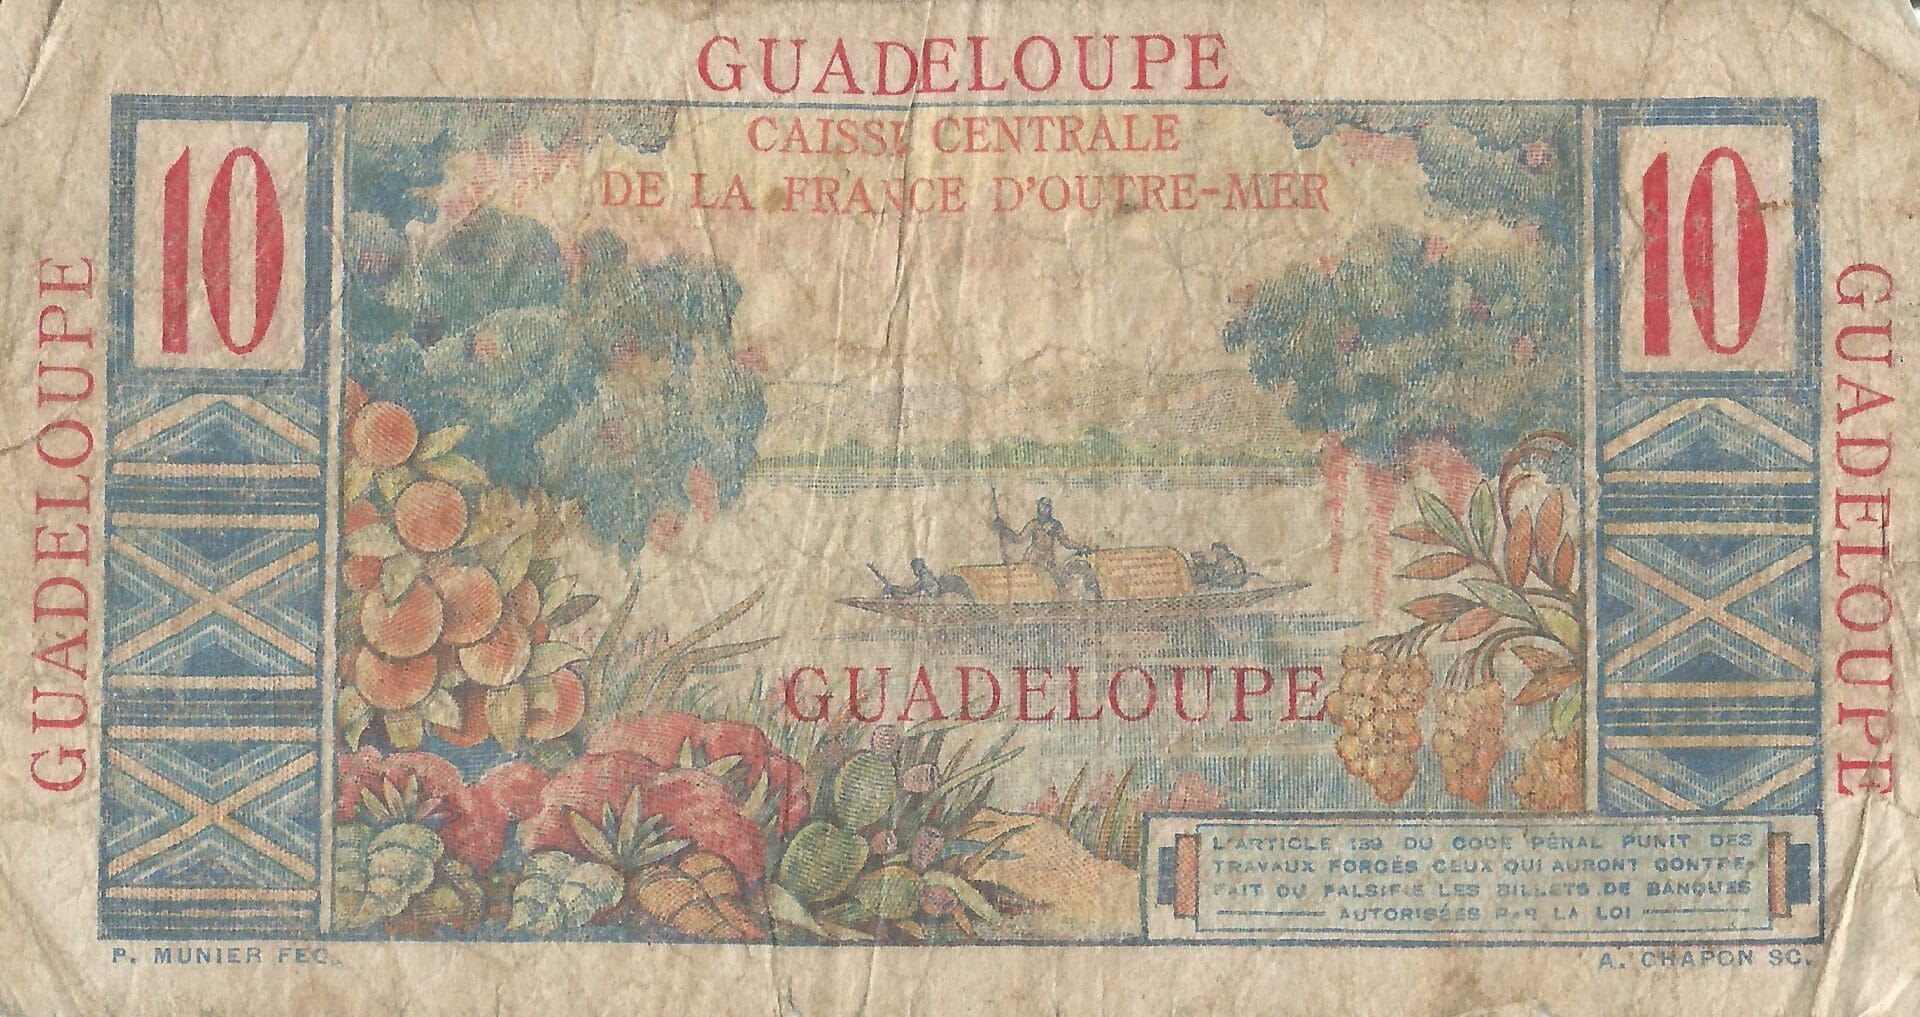 GUADELOUPE
CAISSE CENTRALE
DE LA FRANCE D'OUTRE-MER
10
10
GUADELOUPE
GUADELOUPE
GUADELOUPE
L'ARTICLE 139 DU CODE PÉNAL PUNIT DES
TRAVAUX FORCÉS CEUX QUI AURONT CONTRE-
FAIT OU FALSIFIÉ LES BILLETS DE BANQUES
AUTORISÉES PAR LA LOI
P. MUNIER FEC.
A. CHAPON SC.